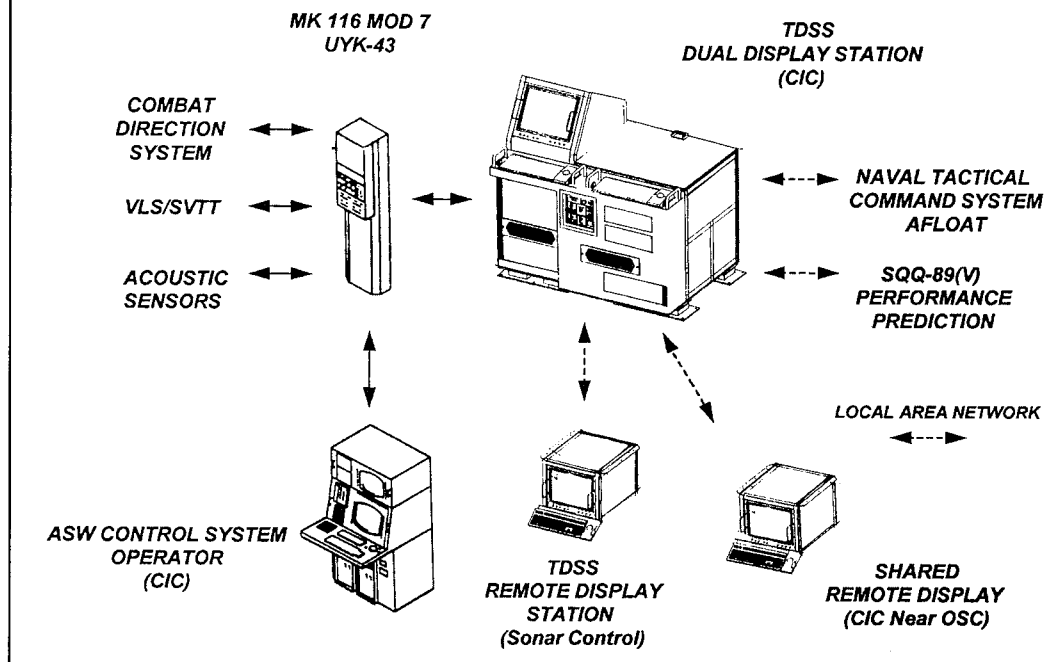 MK 116 MOD 7
UYK-43
TDSS
DUAL DISPLAY STATION
(CIC)
COMBAT
DIRECTION
SYSTEM
VLS/SVTT
ACOUSTIC
SENSORS
NAVAL TACTICAL
COMMAND SYSTEM
AFLOAT
SQQ-89(V)
PERFORMANCE
PREDICTION
LOCAL AREA NETWORK
ASW CONTROL SYSTEM
OPERATOR
(CIC)
TDSS
REMOTE DISPLAY
STATION
(Sonar Control)
SHARED
REMOTE DISPLAY
(CIC Near OSC)